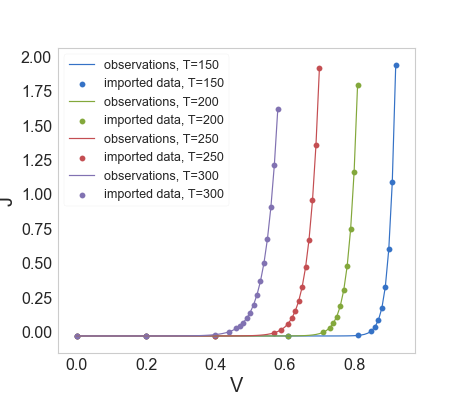 2.00
1.75
1.50
1.25
1.00
0.75
0.50
0.25
0.00
J
observations, T=150
imported data, T=150
observations, T=200
imported data, T=200
observations, T=250
imported data, T=250
observations, T=300
imported data, T=300
0.0 0.2 0.4 0.6 0.8
V